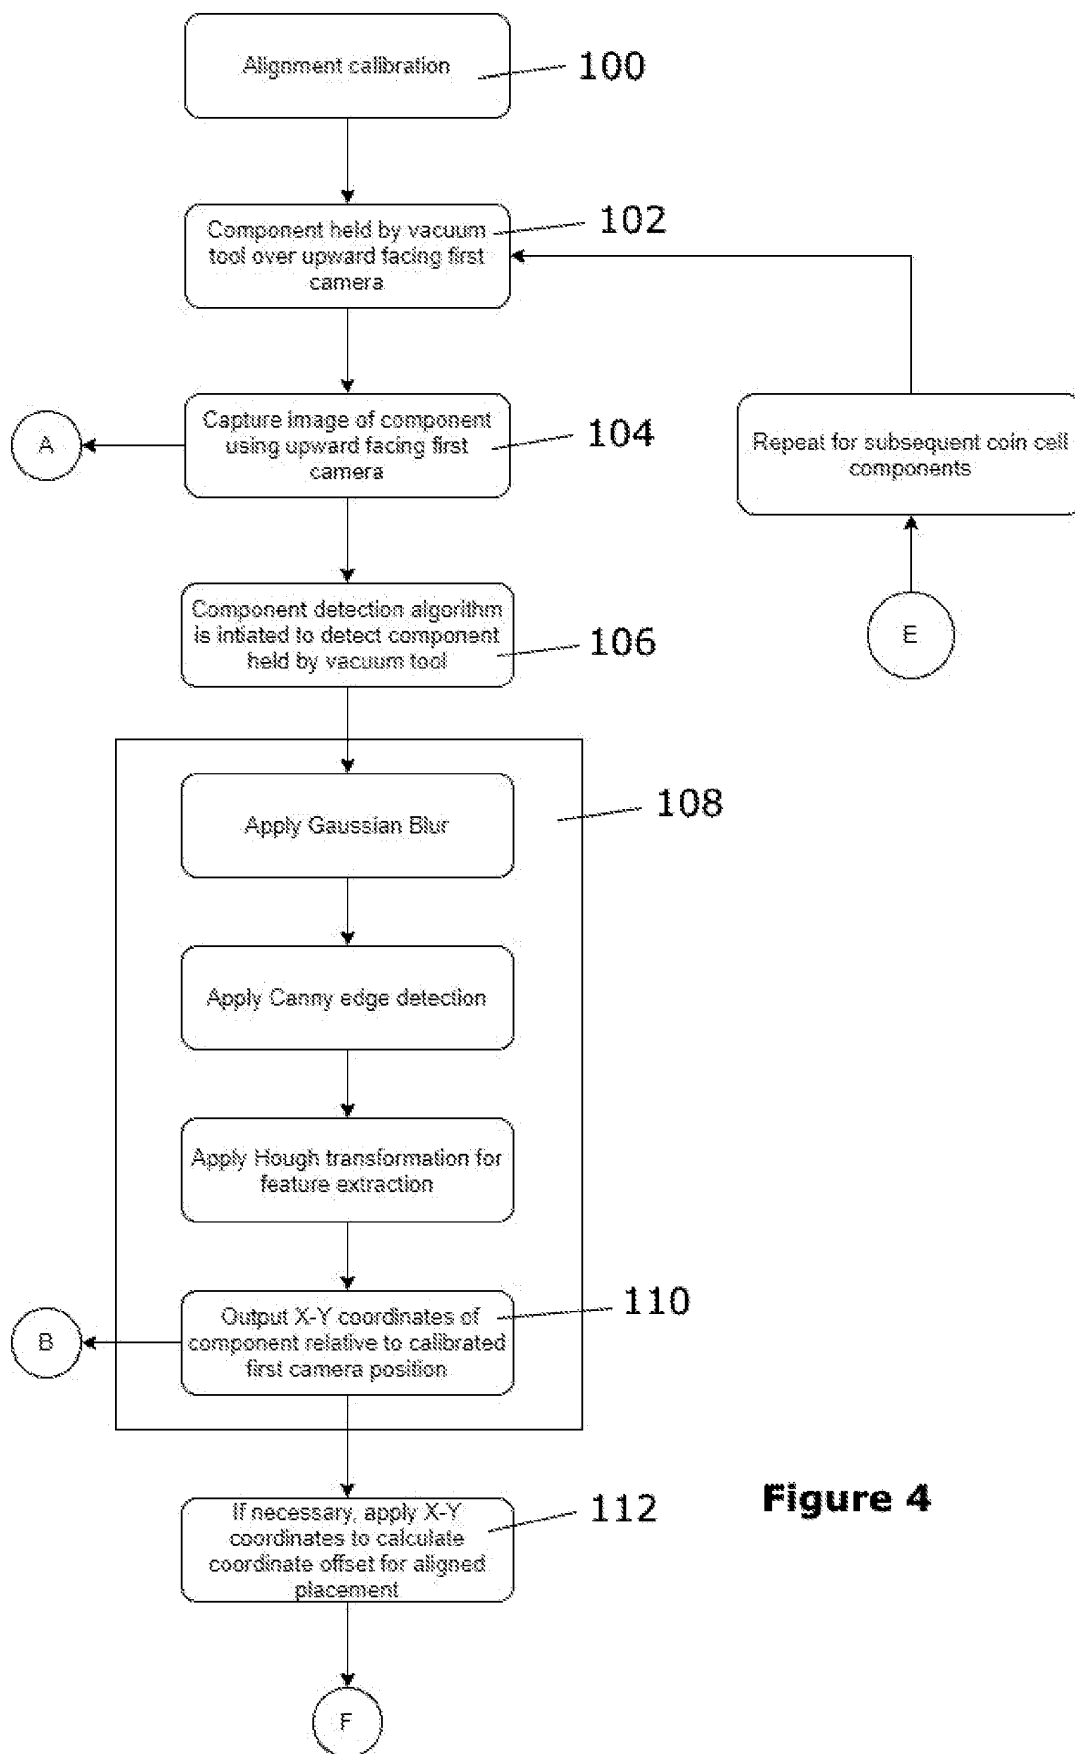 Alignment calibration
100
Component held by vacuum
tool over upward facing first
camera
102
Capture image of component
using upward facing first
camera
104
A
Repeat for subsequent coin cell
components
Component detection algorithm
is intiated to detect component
held by vacuum tool
106
E
Apply Gaussian Blur
108
Apply Canny edge detection
Apply Hough transformation for
feature extraction
Output X-Y coordinates of
component relative to calibrated
first camera position
110
B
If necessary, apply X-Y
coordinates to calculate
coordinate offset for aligned
placement
112
Figure 4
F